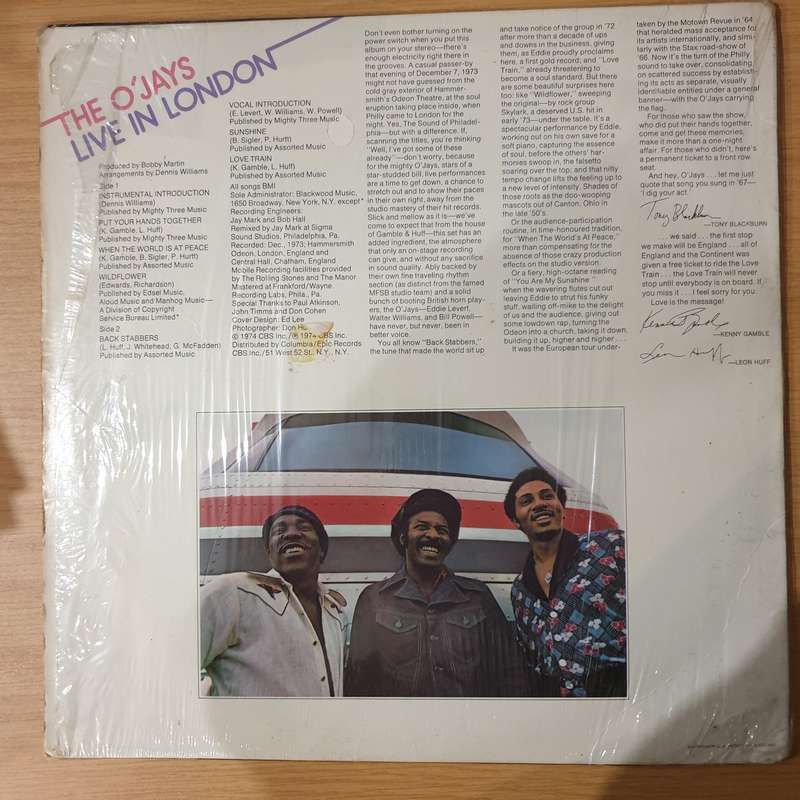 THE O'JAYS
LIVE IN LONDON
Produced by Bobby Martin
Arrangements by Dennis Williams
Side 1
INSTRUMENTAL INTRODUCTION
(Dennis Williams)
Published by Mighty Three Music
PUT YOUR HANDS TOGETHER
(K. Gamble, L. Huff)
Published by Mighty Three Music
WHEN THE WORLD IS AT PEACE
(K. Gamble, B. Sigler, P. Hurff)
Published by Assorted Music
WILDFLOWER
(Edwards, Richardson)
Published by Edsel Music
Aloud Music and Manhog Music—
A Division of Copyright
Service Bureau Limited*
Side 2
BACK STABBERS
(L. Huff, J. Whitehead, G. McFadden)
Published by Assorted Music
VOCAL INTRODUCTION
(E. Levert, W. Williams, W. Powell)
Published by Mighty Three Music
SUNSHINE
(B. Sigler, P. Hurff)
Published by Assorted Music
LOVE TRAIN
(K. Gamble, L. Huff)
Published by Assorted Music
All songs BMI
Sole Administrator: Blackwood Music,
1650 Broadway, New York, N.Y. except*
Recording Engineers:
Jay Mark and Bob Hall
Remixed by Jay Mark at Sigma
Sound Studios, Philadelphia, Pa.
Recorded: Dec., 1973; Hammersmith
Odeon, London, England and
Central Hall, Chatham, England
Mobile Recording facilities provided
by The Rolling Stones and The Manor
Mastered at Frankford/Wayne
Recording Labs, Phila., Pa.
Special Thanks to Paul Atkinson,
John Timms and Don Cohen
Cover Design: Ed Lee
Photographer: Don
© 1974 CBS Inc./℗ 1974 CBS Inc.
Distributed by Columbia/Epic Records
CBS Inc./51 West 52 St., N.Y., N.Y.
Don't even bother turning on the
power switch when you put this
album on your stereo—there's
enough electricity right there in
the grooves. A casual passer-by
that evening of December 7, 1973
might not have guessed from the
cold gray exterior of Hammer-
smith's Odeon Theatre, at the soul
eruption taking place inside, when
Philly came to London for the
night. Yes, The Sound of Philadel-
phia—but with a difference. If,
scanning the titles, you're thinking
"Well, I've got some of these
already"—don't worry, because
for the mighty O'Jays, stars of a
star-studded bill, live performances
are a time to get down, a chance to
stretch out and to show their paces
in their own right, away from the
studio mastery of their hit records.
Slick and mellow as it is—we've
come to expect that from the house
of Gamble & Huff—this set has an
added ingredient, the atmosphere
that only an on-stage recording
can give; and without any sacrifice
in sound quality. Ably backed by
their own fine traveling rhythm
section (as distinct from the famed
MFSB studio team) and a solid
bunch of booting British horn play-
ers, the O'Jays—Eddie Levert,
Walter Williams, and Bill Powell—
have never, but never, been in
better voice.
You all know "Back Stabbers,"
the tune that made the world sit up
and take notice of the group in '72
after more than a decade of ups
and downs in the business, giving
them, as Eddie proudly proclaims
here, a first gold record; and "Love
Train," already threatening to
become a soul standard. But there
are some beautiful surprises here
too: like "Wildflower," sweeping
the original—by rock group
Skylark, a deserved U.S. hit in
early '73—under the table. It's a
spectacular performance by Eddie,
working out on his own save for a
soft piano, capturing the essence
of soul, before the others' har-
monies swoop in, the falsetto
soaring over the top; and that nifty
tempo change lifts the feeling up to
a new level of intensity. Shades of
those roots as the doo-wopping
mascots out of Canton, Ohio in
the late '50's.
Or the audience-participation
routine, in time-honoured tradition,
for "When The World's At Peace,"
more than compensating for the
absence of those crazy production
effects on the studio version.
Or a fiery, high-octane reading
of "You Are My Sunshine"
when the wavering flutes cut out
leaving Eddie to strut his funky
stuff, wailing off-mike to the delight
of us and the audience, giving out
some lowdown rap, turning the
Odeon into a church, taking it down,
building it up, higher and higher . . .
It was the European tour under-
taken by the Motown Revue in '64
that heralded mass acceptance for
its artists internationally, and simi-
larly with the Stax road-show of
'66. Now it's the turn of the Philly
sound to take over, consolidating
on scattered success by establish-
ing its acts as separate, visually
identifiable entities under a general
banner—with the O'Jays carrying
the flag.
For those who saw the show,
who did put their hands together,
come and get these memories,
make it more than a one-night
affair. For those who didn't, here's
a permanent ticket to a front row
seat.
And hey, O'Jays . . . let me just
quote that song you sung in '67—
I dig your act.
Tony Blackburn
—TONY BLACKBURN
. . . we said . . . the first stop
we make will be England . . . all of
England and the Continent was
given a free ticket to ride the Love
Train . . . the Love Train will never
stop until everybody is on board. If
you miss it . . . I feel sorry for you.
Love is the message!
—KENNY GAMBLE
Leon Huff
—LEON HUFF